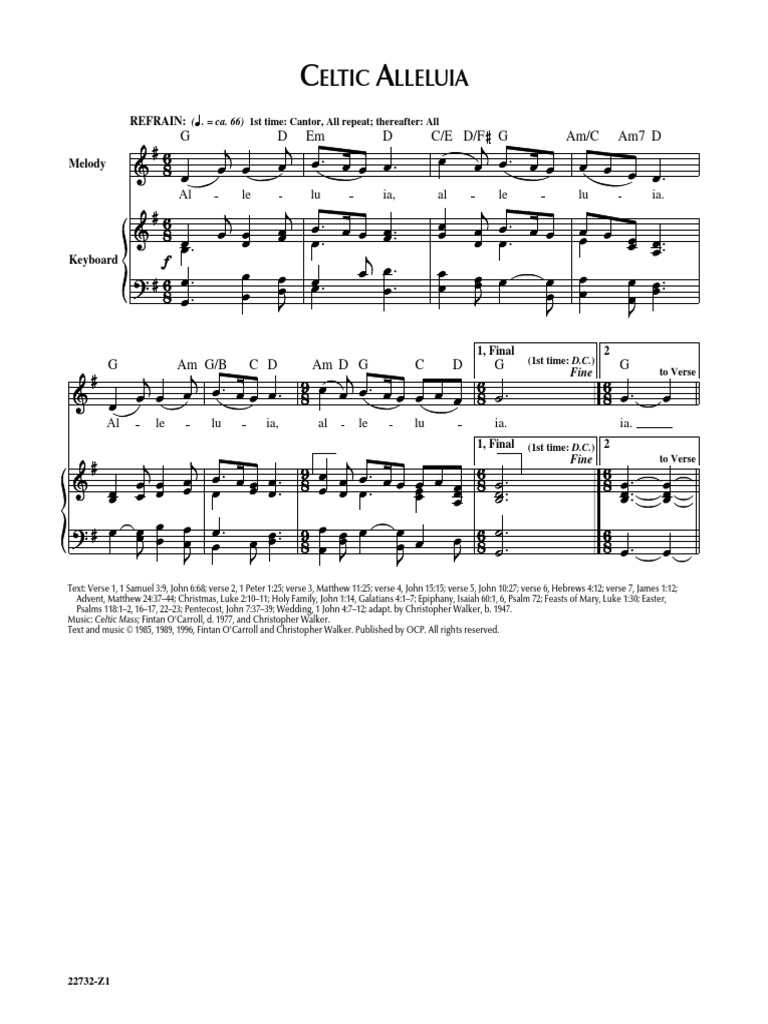 CELTIC ALLELUIA
REFRAIN: (♩. = ca. 66) 1st time: Cantor, All repeat; thereafter: All
G D Em D C/E D/F♯ G Am/C Am7 D
Melody
Al - le - lu - ia, al - le - lu - ia.
Keyboard
f
1, Final
(1st time: D.C.)
Fine
2
to Verse
G Am G/B C D Am D G C D G G
Al - le - lu - ia, al - le - lu - ia. ia.
1, Final
(1st time: D.C.)
Fine
2
to Verse
Text: Verse 1, 1 Samuel 3:9, John 6:68; verse 2, 1 Peter 1:25; verse 3, Matthew 11:25; verse 4, John 15:15; verse 5, John 10:27; verse 6, Hebrews 4:12; verse 7, James 1:12;
Advent, Matthew 24:37–44; Christmas, Luke 2:10–11; Holy Family, John 1:14, Galatians 4:1–7; Epiphany, Isaiah 60:1, 6, Psalm 72; Feasts of Mary, Luke 1:30; Easter,
Psalms 118:1–2, 16–17, 22–23; Pentecost, John 7:37–39; Wedding, 1 John 4:7–12; adapt. by Christopher Walker, b. 1947.
Music: Celtic Mass; Fintan O'Carroll, d. 1977, and Christopher Walker.
Text and music © 1985, 1989, 1996, Fintan O'Carroll and Christopher Walker. Published by OCP. All rights reserved.
22732-Z1